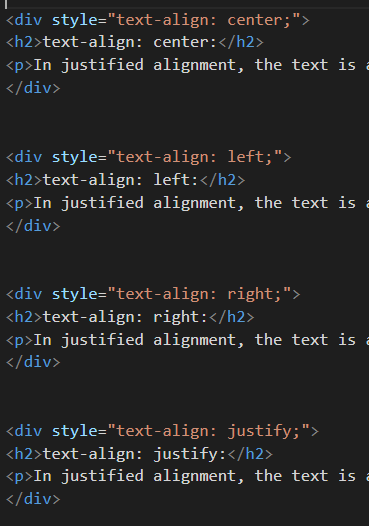 <div style="text-align: center;">
<h2>text-align: center:</h2>
<p>In justified alignment, the text is
</div>
<div style="text-align: left;">
<h2>text-align: left:</h2>
<p>In justified alignment, the text is
</div>
<div style="text-align: right;">
<h2>text-align: right:</h2>
<p>In justified alignment, the text is
</div>
<div style="text-align: justify;">
<h2>text-align: justify:</h2>
<p>In justified alignment, the text is
</div>